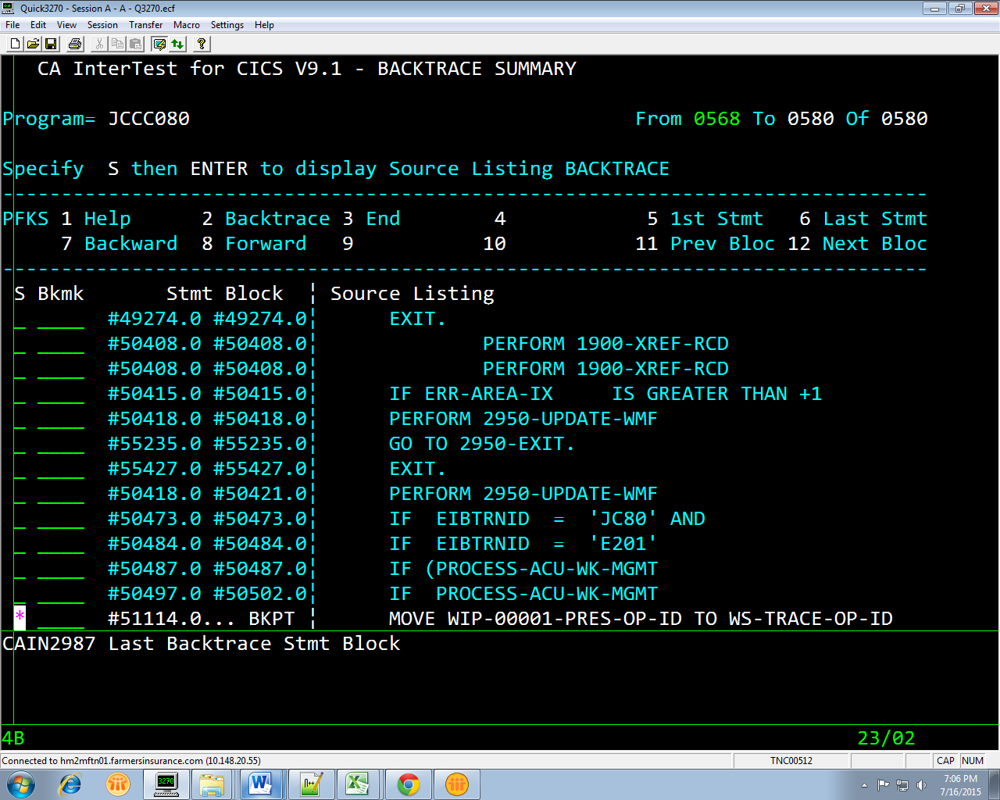 Quick3270 - Session A - A - Q3270.ecf
File Edit View Session Transfer Macro Settings Help
CA InterTest for CICS V9.1 - BACKTRACE SUMMARY
Program= JCCC080 From 0568 To 0580 Of 0580
Specify S then ENTER to display Source Listing BACKTRACE
-------------------------------------------------------------------------------
PFKS 1 Help 2 Backtrace 3 End 4 5 1st Stmt 6 Last Stmt
7 Backward 8 Forward 9 10 11 Prev Bloc 12 Next Bloc
-------------------------------------------------------------------------------
S Bkmk Stmt Block ¦ Source Listing
_ ____ #49274.0 #49274.0¦ EXIT.
_ ____ #50408.0 #50408.0¦ PERFORM 1900-XREF-RCD
_ ____ #50408.0 #50408.0¦ PERFORM 1900-XREF-RCD
_ ____ #50415.0 #50415.0¦ IF ERR-AREA-IX IS GREATER THAN +1
_ ____ #50418.0 #50418.0¦ PERFORM 2950-UPDATE-WMF
_ ____ #55235.0 #55235.0¦ GO TO 2950-EXIT.
_ ____ #55427.0 #55427.0¦ EXIT.
_ ____ #50418.0 #50421.0¦ PERFORM 2950-UPDATE-WMF
_ ____ #50473.0 #50473.0¦ IF EIBTRNID = 'JC80' AND
_ ____ #50484.0 #50484.0¦ IF EIBTRNID = 'E201'
_ ____ #50487.0 #50487.0¦ IF (PROCESS-ACU-WK-MGMT
_ ____ #50497.0 #50502.0¦ IF PROCESS-ACU-WK-MGMT
* ____ #51114.0... BKPT ¦ MOVE WIP-00001-PRES-OP-ID TO WS-TRACE-OP-ID
CAIN2987 Last Backtrace Stmt Block
4B 23/02
Connected to hm2mftn01.farmersinsurance.com (10.148.20.55) TNC00512 CAP NUM
3270
7:06 PM
7/16/2015